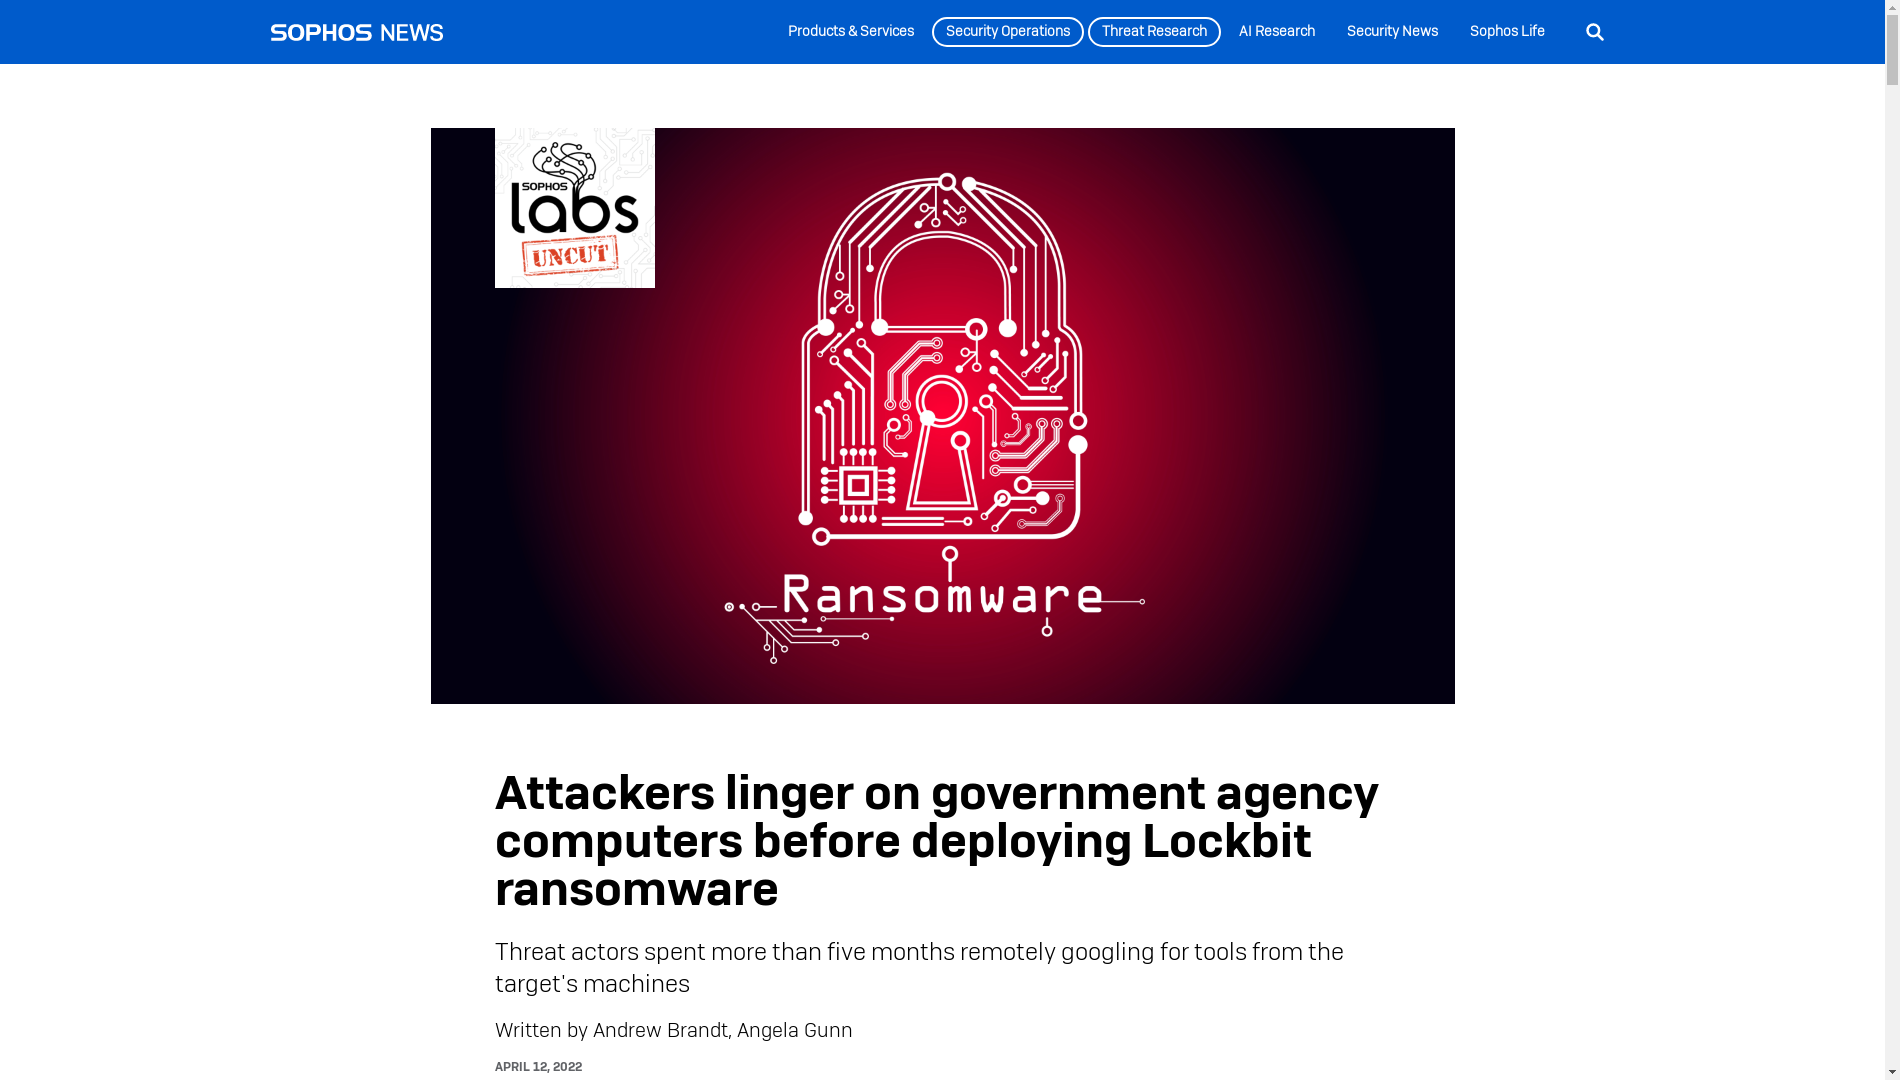 SOPHOS NEWS
Products & Services
Security Operations
Threat Research
AI Research
Security News
Sophos Life
SOPHOS
labs
UNCUT
Ransomware
Attackers linger on government agency
computers before deploying Lockbit
ransomware
Threat actors spent more than five months remotely googling for tools from the
target's machines
Written by Andrew Brandt, Angela Gunn
APRIL 12, 2022